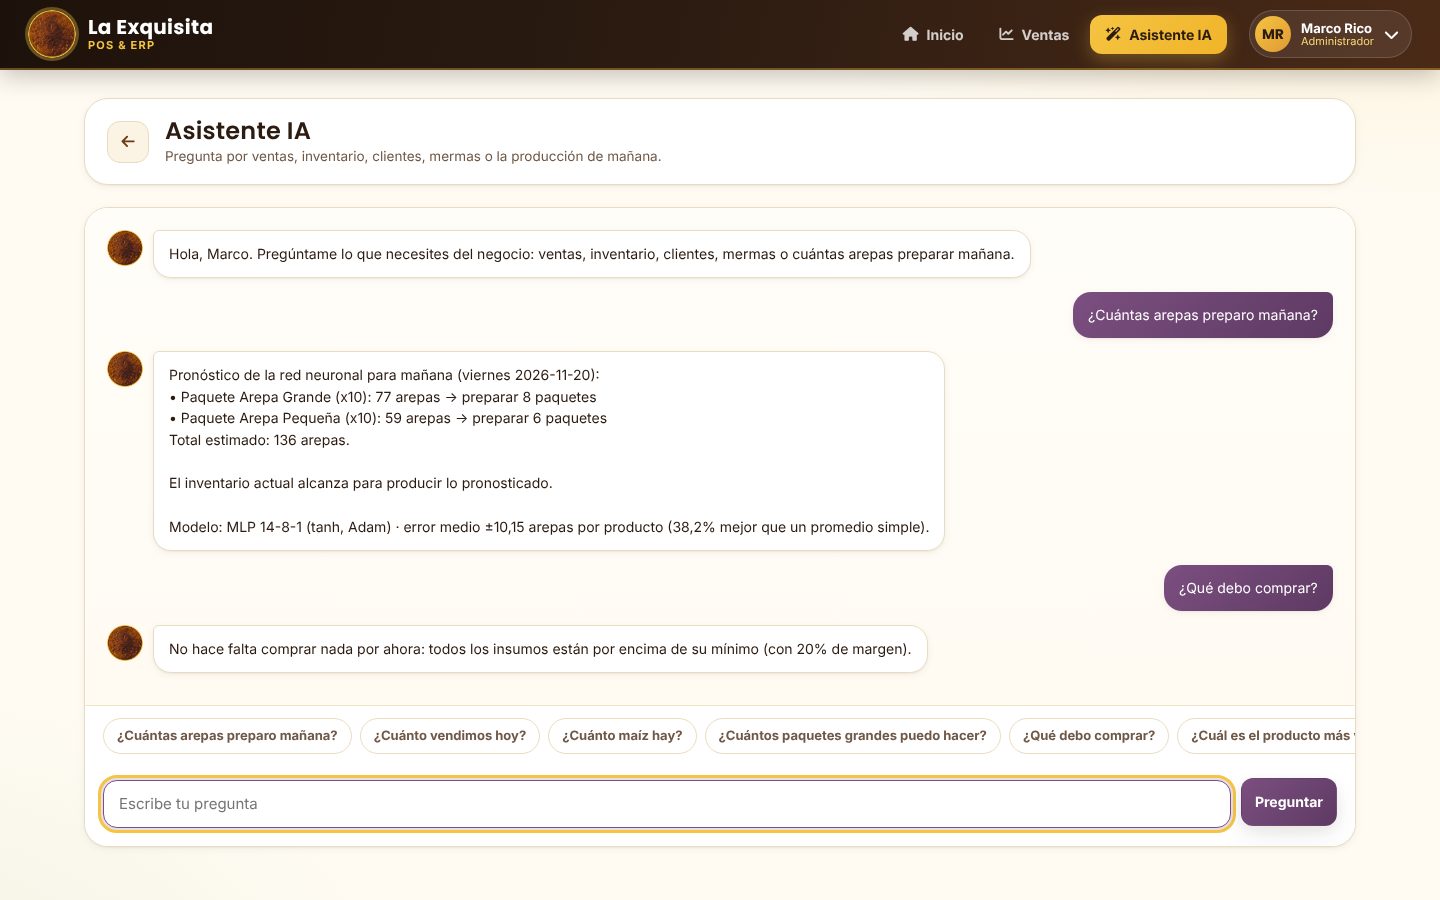 La Exquisita
POS & ERP
Inicio
Ventas
Asistente IA
MR
Marco Rico
Administrador
Asistente IA
Pregunta por ventas, inventario, clientes, mermas o la producción de mañana.
Hola, Marco. Pregúntame lo que necesites del negocio: ventas, inventario, clientes, mermas o cuántas arepas preparar mañana.
¿Cuántas arepas preparo mañana?
Pronóstico de la red neuronal para mañana (viernes 2026-11-20):
• Paquete Arepa Grande (x10): 77 arepas → preparar 8 paquetes
• Paquete Arepa Pequeña (x10): 59 arepas → preparar 6 paquetes
Total estimado: 136 arepas.
El inventario actual alcanza para producir lo pronosticado.
Modelo: MLP 14-8-1 (tanh, Adam) · error medio ±10,15 arepas por producto (38,2% mejor que un promedio simple).
¿Qué debo comprar?
No hace falta comprar nada por ahora: todos los insumos están por encima de su mínimo (con 20% de margen).
¿Cuántas arepas preparo mañana?
¿Cuánto vendimos hoy?
¿Cuánto maíz hay?
¿Cuántos paquetes grandes puedo hacer?
¿Qué debo comprar?
¿Cuál es el producto más
Escribe tu pregunta
Preguntar